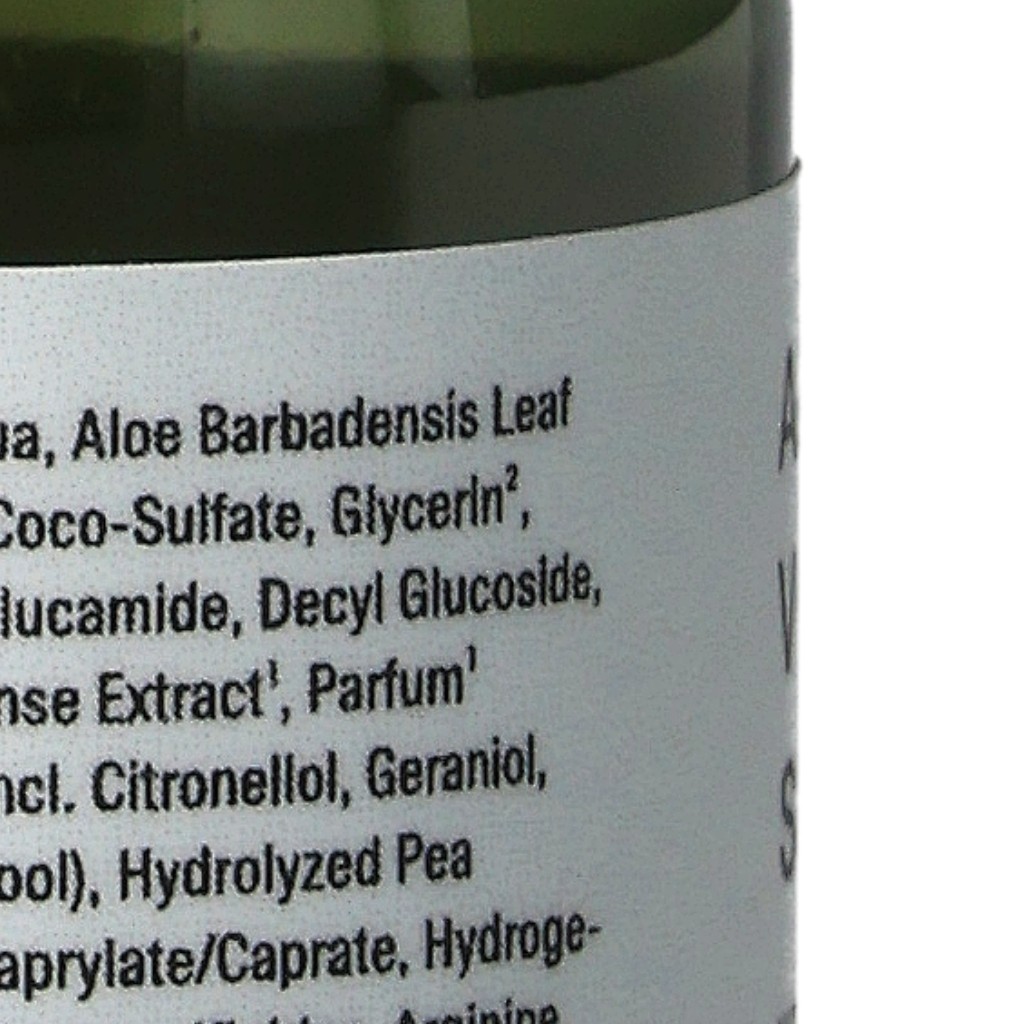 ua, Aloe Barbadensis Leaf
Coco-Sulfate, Glycerin²,
lucamide, Decyl Glucoside,
nse Extract¹, Parfum¹
ncl. Citronellol, Geraniol,
ool), Hydrolyzed Pea
aprylate/Caprate, Hydroge-
Arginine
A
V
S